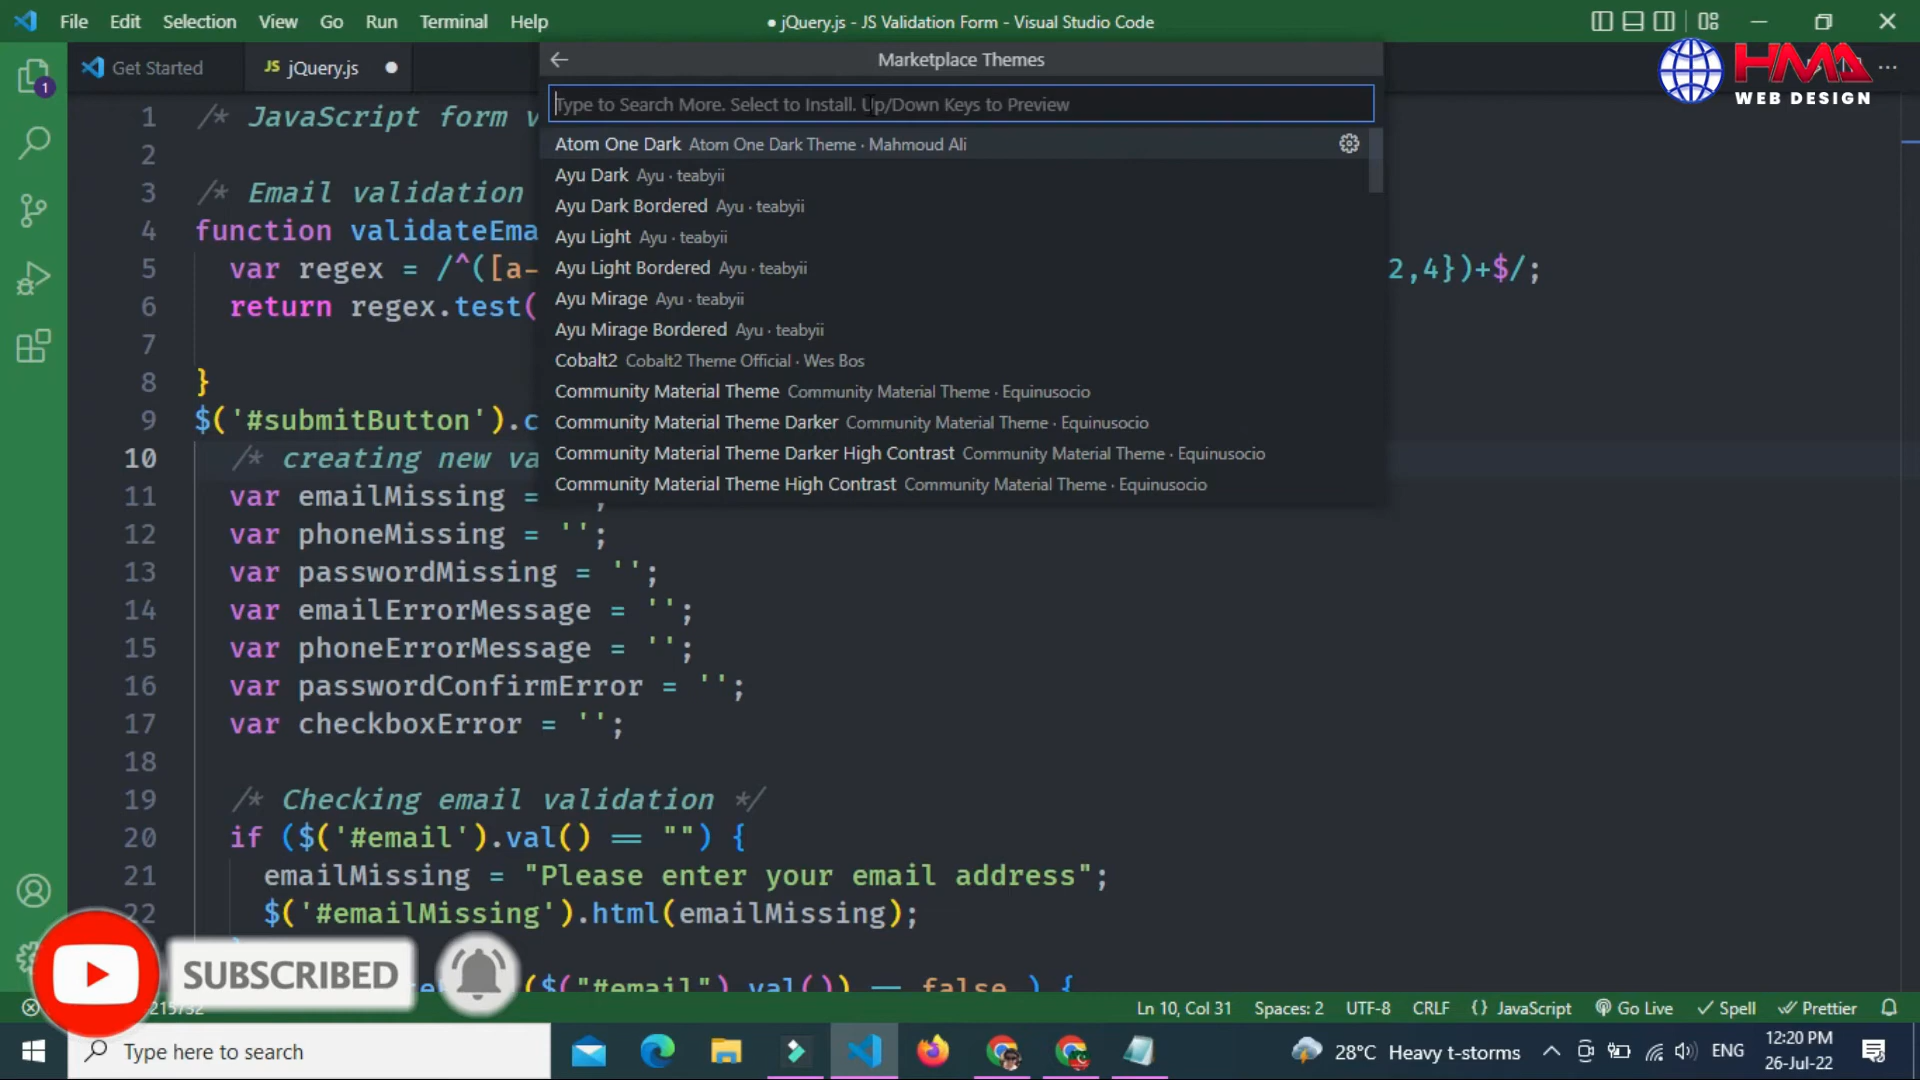 File Edit Selection View Go Run Terminal Help
● jQuery.js - JS Validation Form - Visual Studio Code
Get Started
JS jQuery.js ●
Marketplace Themes
HMA
WEB DESIGN
1
Type to Search More. Select to Install. Up/Down Keys to Preview
Atom One Dark Atom One Dark Theme · Mahmoud Ali
Ayu Dark Ayu · teabyii
Ayu Dark Bordered Ayu · teabyii
Ayu Light Ayu · teabyii
Ayu Light Bordered Ayu · teabyii
Ayu Mirage Ayu · teabyii
Ayu Mirage Bordered Ayu · teabyii
Cobalt2 Cobalt2 Theme Official · Wes Bos
Community Material Theme Community Material Theme · Equinusocio
Community Material Theme Darker Community Material Theme · Equinusocio
Community Material Theme Darker High Contrast Community Material Theme · Equinusocio
Community Material Theme High Contrast Community Material Theme · Equinusocio
1 /* JavaScript form v
2
3 /* Email validation
4 function validateEma
5 var regex = /^([a- 2,4})+$/;
6 return regex.test(
7
8 }
9 $('#submitButton').c
10 /* creating new va
11 var emailMissing = ;
12 var phoneMissing = '';
13 var passwordMissing = '';
14 var emailErrorMessage = '';
15 var phoneErrorMessage = '';
16 var passwordConfirmError = '';
17 var checkboxError = '';
18
19 /* Checking email validation */
20 if ($('#email').val() == "") {
21 emailMissing = "Please enter your email address";
22 $('#emailMissing').html(emailMissing);
($("#email").val()) == false ) {
SUBSCRIBED
215732
Ln 10, Col 31 Spaces: 2 UTF-8 CRLF {} JavaScript Go Live ✓ Spell Prettier
Type here to search
28°C Heavy t-storms
ENG
12:20 PM
26-Jul-22